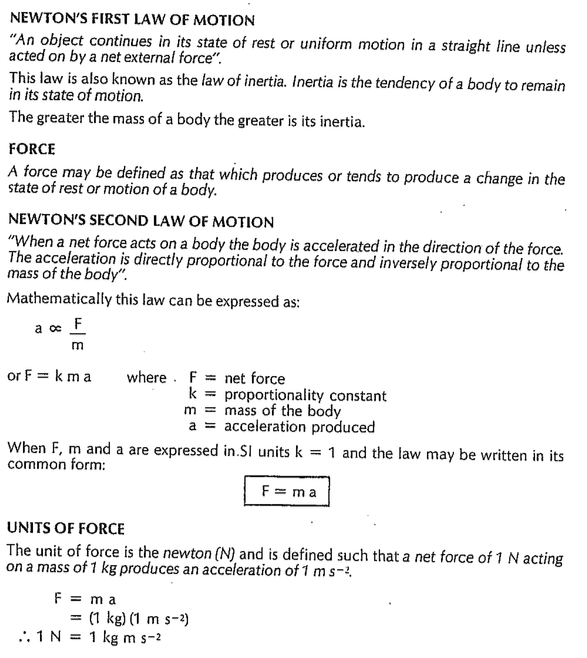 NEWTON'S FIRST LAW OF MOTION
"An object continues in its state of rest or uniform motion in a straight line unless
acted on by a net external force".
This law is also known as the law of inertia. Inertia is the tendency of a body to remain
in its state of motion.
The greater the mass of a body the greater is its inertia.
FORCE
A force may be defined as that which produces or tends to produce a change in the
state of rest or motion of a body.
NEWTON'S SECOND LAW OF MOTION
"When a net force acts on a body the body is accelerated in the direction of the force.
The acceleration is directly proportional to the force and inversely proportional to the
mass of the body".
Mathematically this law can be expressed as:
a ∝ F
m
or F = k m a where F = net force
k = proportionality constant
m = mass of the body
a = acceleration produced
When F, m and a are expressed in SI units k = 1 and the law may be written in its
common form:
F = m a
UNITS OF FORCE
The unit of force is the newton (N) and is defined such that a net force of 1 N acting
on a mass of 1 kg produces an acceleration of 1 m s⁻².
F = m a
= (1 kg) (1 m s⁻²)
∴ 1 N = 1 kg m s⁻²